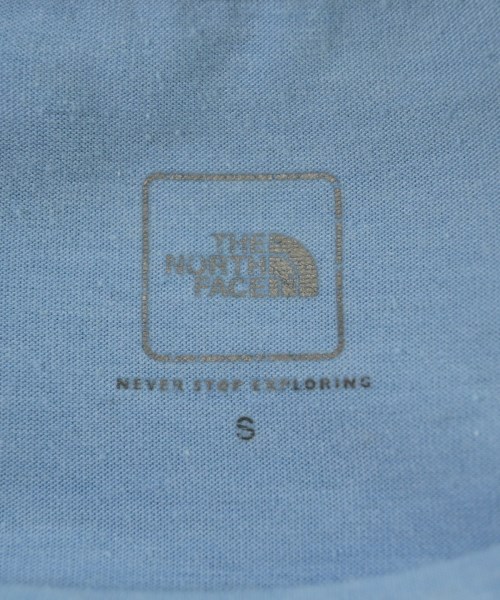 THE
NORTH
FACE
NEVER STOP EXPLORING
S